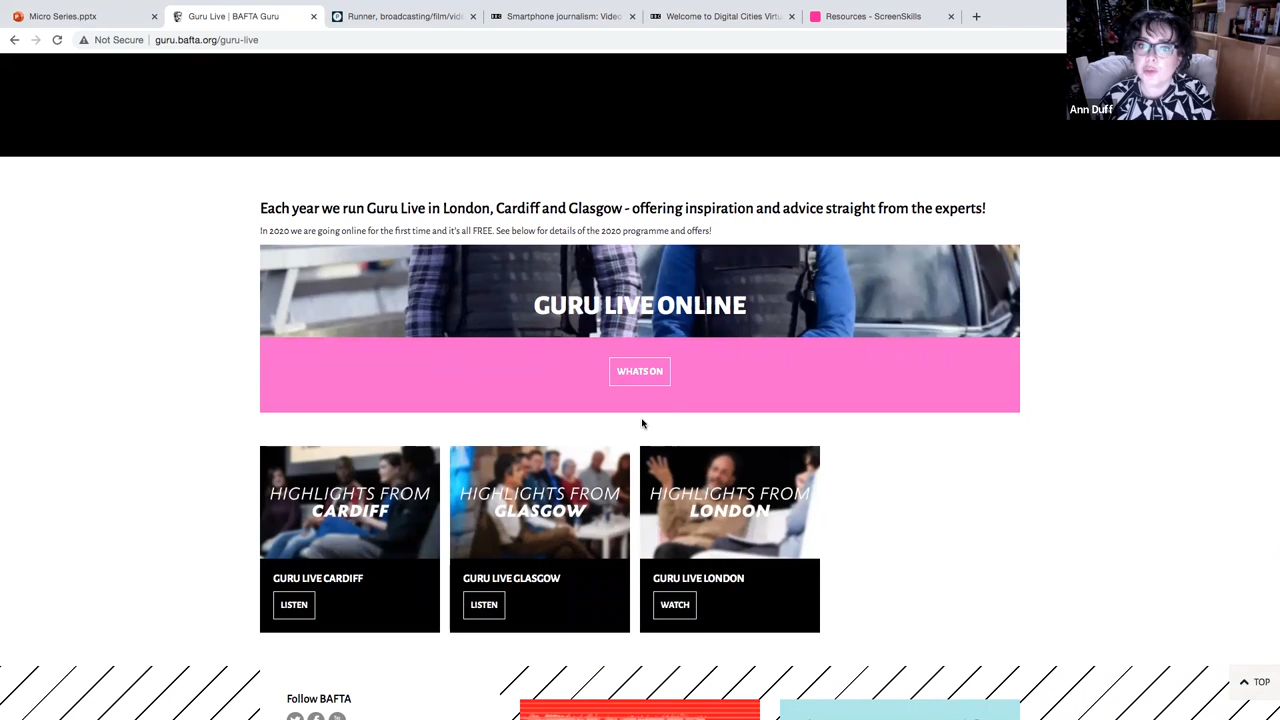 Micro Series.pptx
Guru Live | BAFTA Guru
Runner, broadcasting/film/vid
Smartphone journalism: Video
Welcome to Digital Cities Virtu
Resources - ScreenSkills
Not Secure
guru.bafta.org/guru-live
Ann Duff
Each year we run Guru Live in London, Cardiff and Glasgow - offering inspiration and advice straight from the experts!
In 2020 we are going online for the first time and it's all FREE. See below for details of the 2020 programme and offers!
GURU LIVE ONLINE
WHATS ON
HIGHLIGHTS FROM
CARDIFF
HIGHLIGHTS FROM
GLASGOW
HIGHLIGHTS FROM
LONDON
GURU LIVE CARDIFF
GURU LIVE GLASGOW
GURU LIVE LONDON
LISTEN
LISTEN
WATCH
TOP
Follow BAFTA